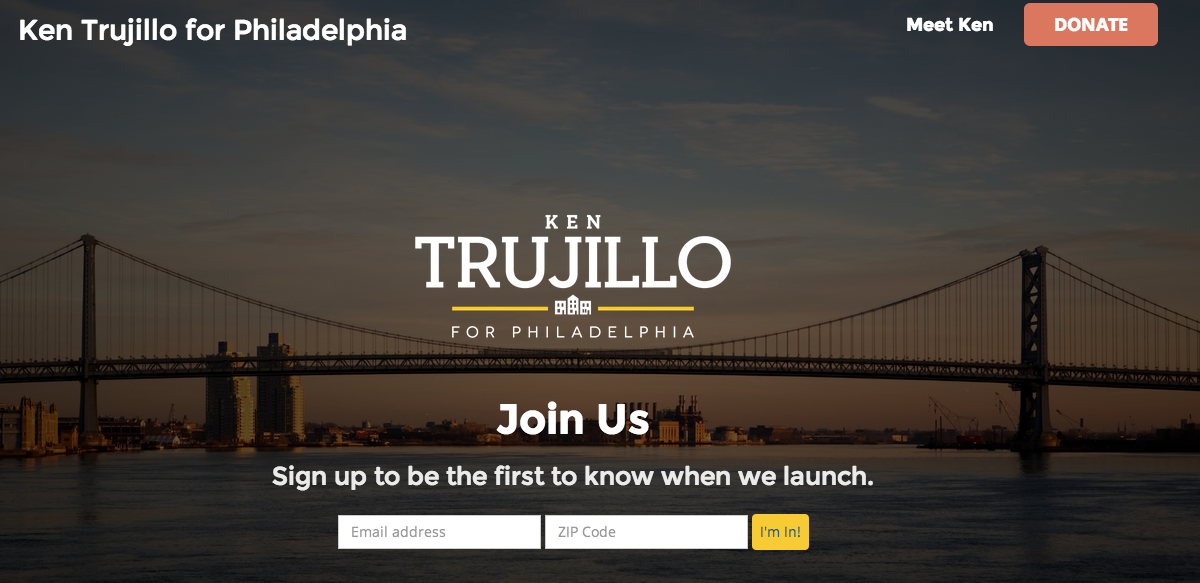 Ken Trujillo for Philadelphia
Meet Ken
DONATE
KEN
TRUJILLO
FOR PHILADELPHIA
Join Us
Sign up to be the first to know when we launch.
Email address
ZIP Code
I'm In!